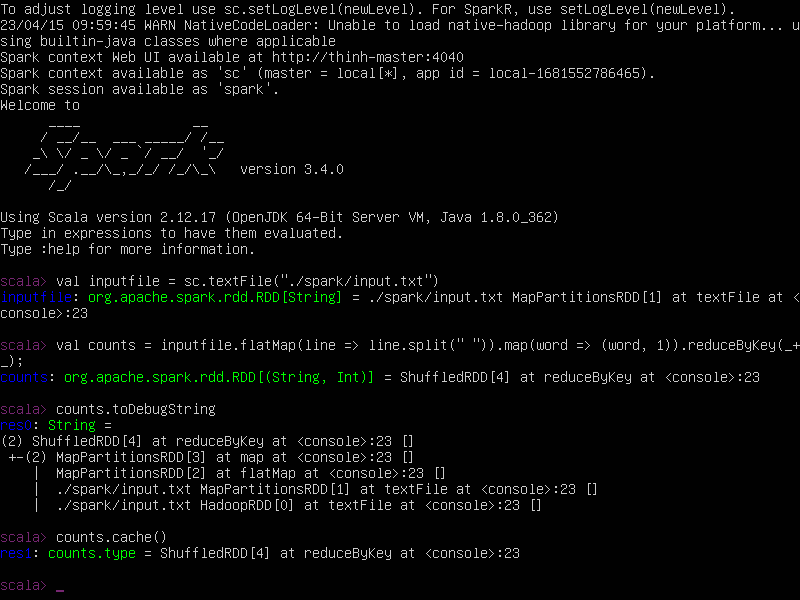 To adjust logging level use sc.setLogLevel(newLevel). For SparkR, use setLogLevel(newLevel).
23/04/15 09:59:45 WARN NativeCodeLoader: Unable to load native-hadoop library for your platform... u
sing builtin-java classes where applicable
Spark context Web UI available at http://thinh-master:4040
Spark context available as 'sc' (master = local[*], app id = local-1681552786465).
Spark session available as 'spark'.
Welcome to
      ____              __
     / __/__  ___ _____/ /__
    _\ \/ _ \/ _ `/ __/  '_/
   /___/ .__/\_,_/_/ /_/\_\   version 3.4.0
      /_/
Using Scala version 2.12.17 (OpenJDK 64-Bit Server VM, Java 1.8.0_362)
Type in expressions to have them evaluated.
Type :help for more information.
scala> val inputfile = sc.textFile("./spark/input.txt")
inputfile: org.apache.spark.rdd.RDD[String] = ./spark/input.txt MapPartitionsRDD[1] at textFile at <
console>:23
scala> val counts = inputfile.flatMap(line => line.split(" ")).map(word => (word, 1)).reduceByKey(_+
_);
counts: org.apache.spark.rdd.RDD[(String, Int)] = ShuffledRDD[4] at reduceByKey at <console>:23
scala> counts.toDebugString
res0: String =
(2) ShuffledRDD[4] at reduceByKey at <console>:23 []
 +-(2) MapPartitionsRDD[3] at map at <console>:23 []
    |  MapPartitionsRDD[2] at flatMap at <console>:23 []
    |  ./spark/input.txt MapPartitionsRDD[1] at textFile at <console>:23 []
    |  ./spark/input.txt HadoopRDD[0] at textFile at <console>:23 []
scala> counts.cache()
res1: counts.type = ShuffledRDD[4] at reduceByKey at <console>:23
scala> _